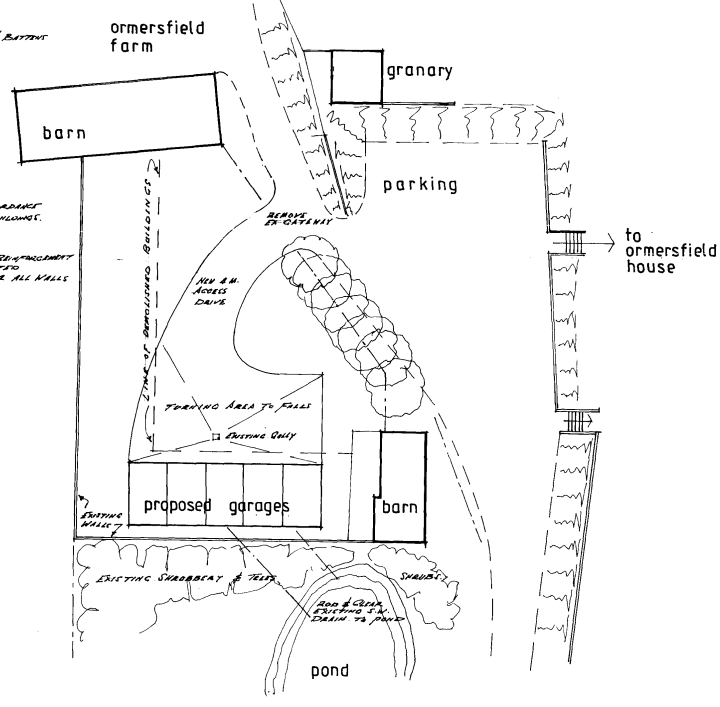 BATTENS
ormersfield
farm
granary
barn
parking
REMOVE
EX-GATEWAY
ALL WALLS
to
ormersfield
house
NEW 4 M.
ACCESS
DRIVE
LINE OF DEMOLISHED BUILDINGS
TURNING AREA TO FALLS
EXISTING GULLY
proposed garages
barn
EXISTING
WALLS
EXISTING SHRUBBERY & TREES
SHRUBS
ROD & CLEAR
EXISTING S.W.
DRAIN TO POND
pond